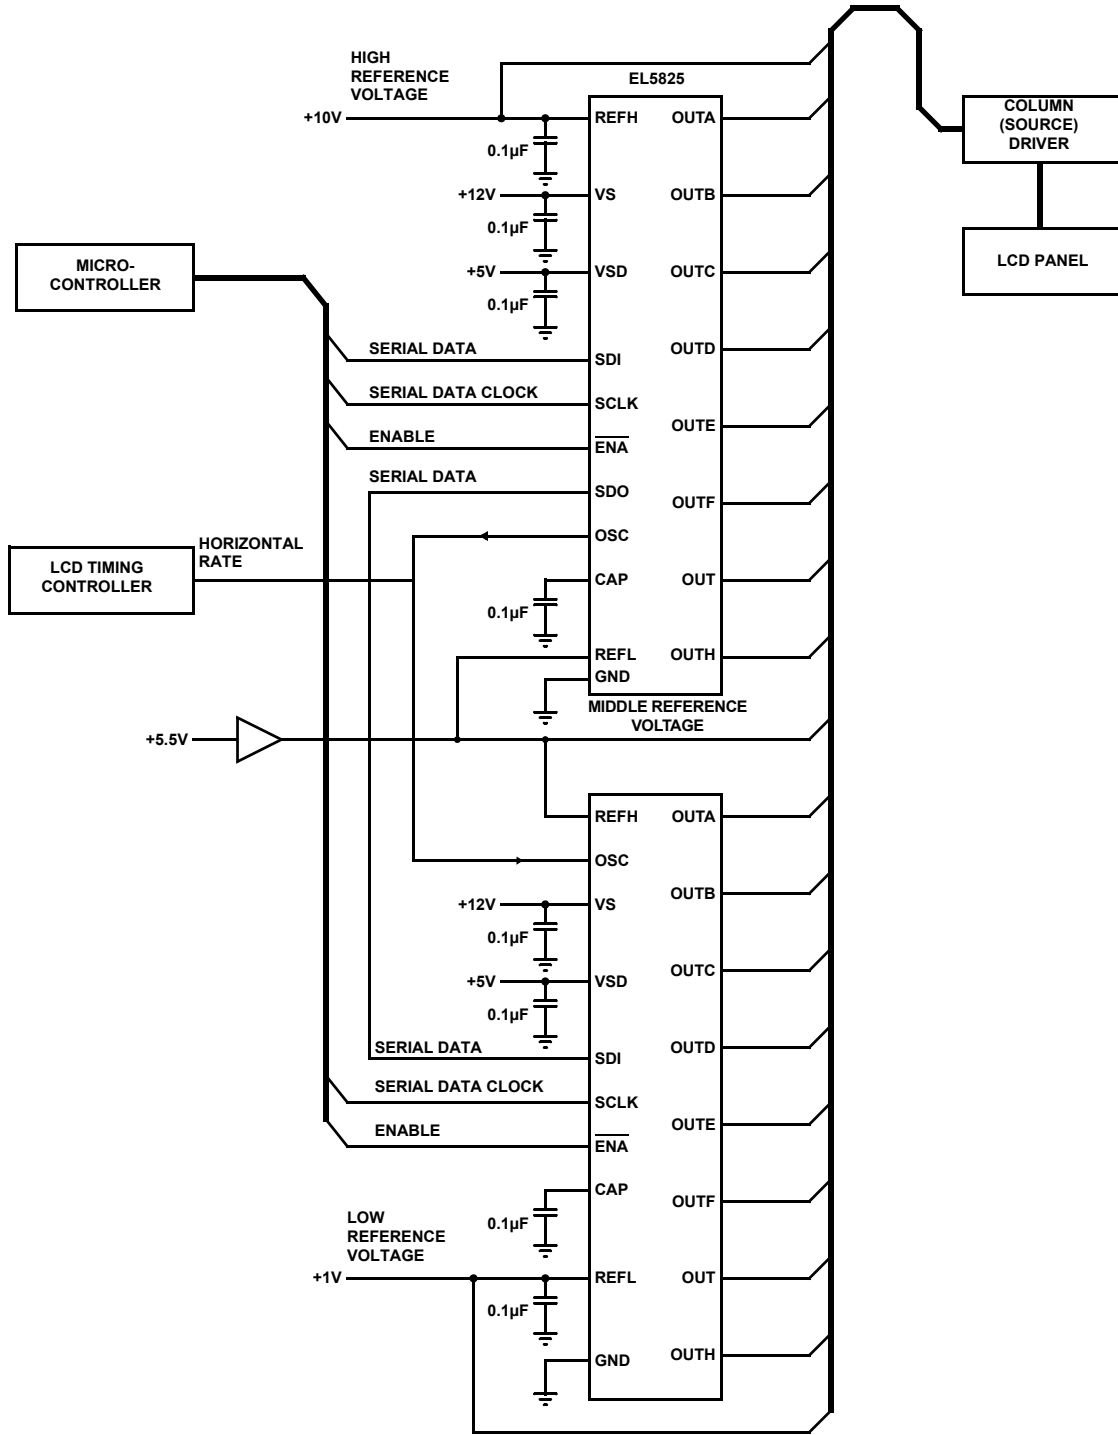 HIGH
REFERENCE
VOLTAGE
EL5825
+10V
REFH
OUTA
0.1µF
+12V
VS
OUTB
0.1µF
+5V
VSD
OUTC
0.1µF
COLUMN
(SOURCE)
DRIVER
LCD PANEL
MICRO-
CONTROLLER
SERIAL DATA
SDI
OUTD
SERIAL DATA CLOCK
SCLK
OUTE
ENABLE
ENA
SERIAL DATA
SDO
OUTF
HORIZONTAL
RATE
OSC
LCD TIMING
CONTROLLER
CAP
OUT
0.1µF
REFL
OUTH
GND
MIDDLE REFERENCE
VOLTAGE
+5.5V
REFH
OUTA
OSC
+12V
VS
OUTB
0.1µF
+5V
VSD
OUTC
0.1µF
SERIAL DATA
SDI
OUTD
SERIAL DATA CLOCK
SCLK
OUTE
ENABLE
ENA
CAP
OUTF
0.1µF
LOW
REFERENCE
VOLTAGE
+1V
REFL
OUT
0.1µF
GND
OUTH